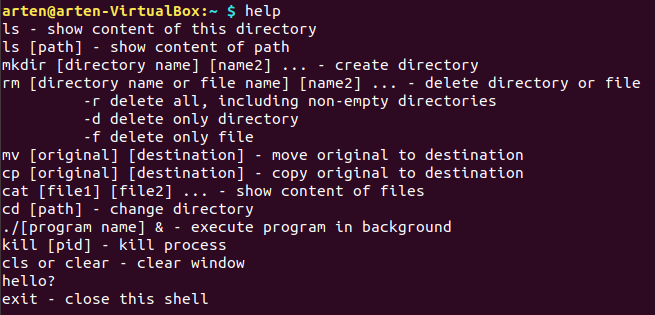 arten@arten-VirtualBox:~ $ help
ls - show content of this directory
ls [path] - show content of path
mkdir [directory name] [name2] ... - create directory
rm [directory name or file name] [name2] ... - delete directory or file
-r delete all, including non-empty directories
-d delete only directory
-f delete only file
mv [original] [destination] - move original to destination
cp [original] [destination] - copy original to destination
cat [file1] [file2] ... - show content of files
cd [path] - change directory
./[program name] & - execute program in background
kill [pid] - kill process
cls or clear - clear window
hello?
exit - close this shell